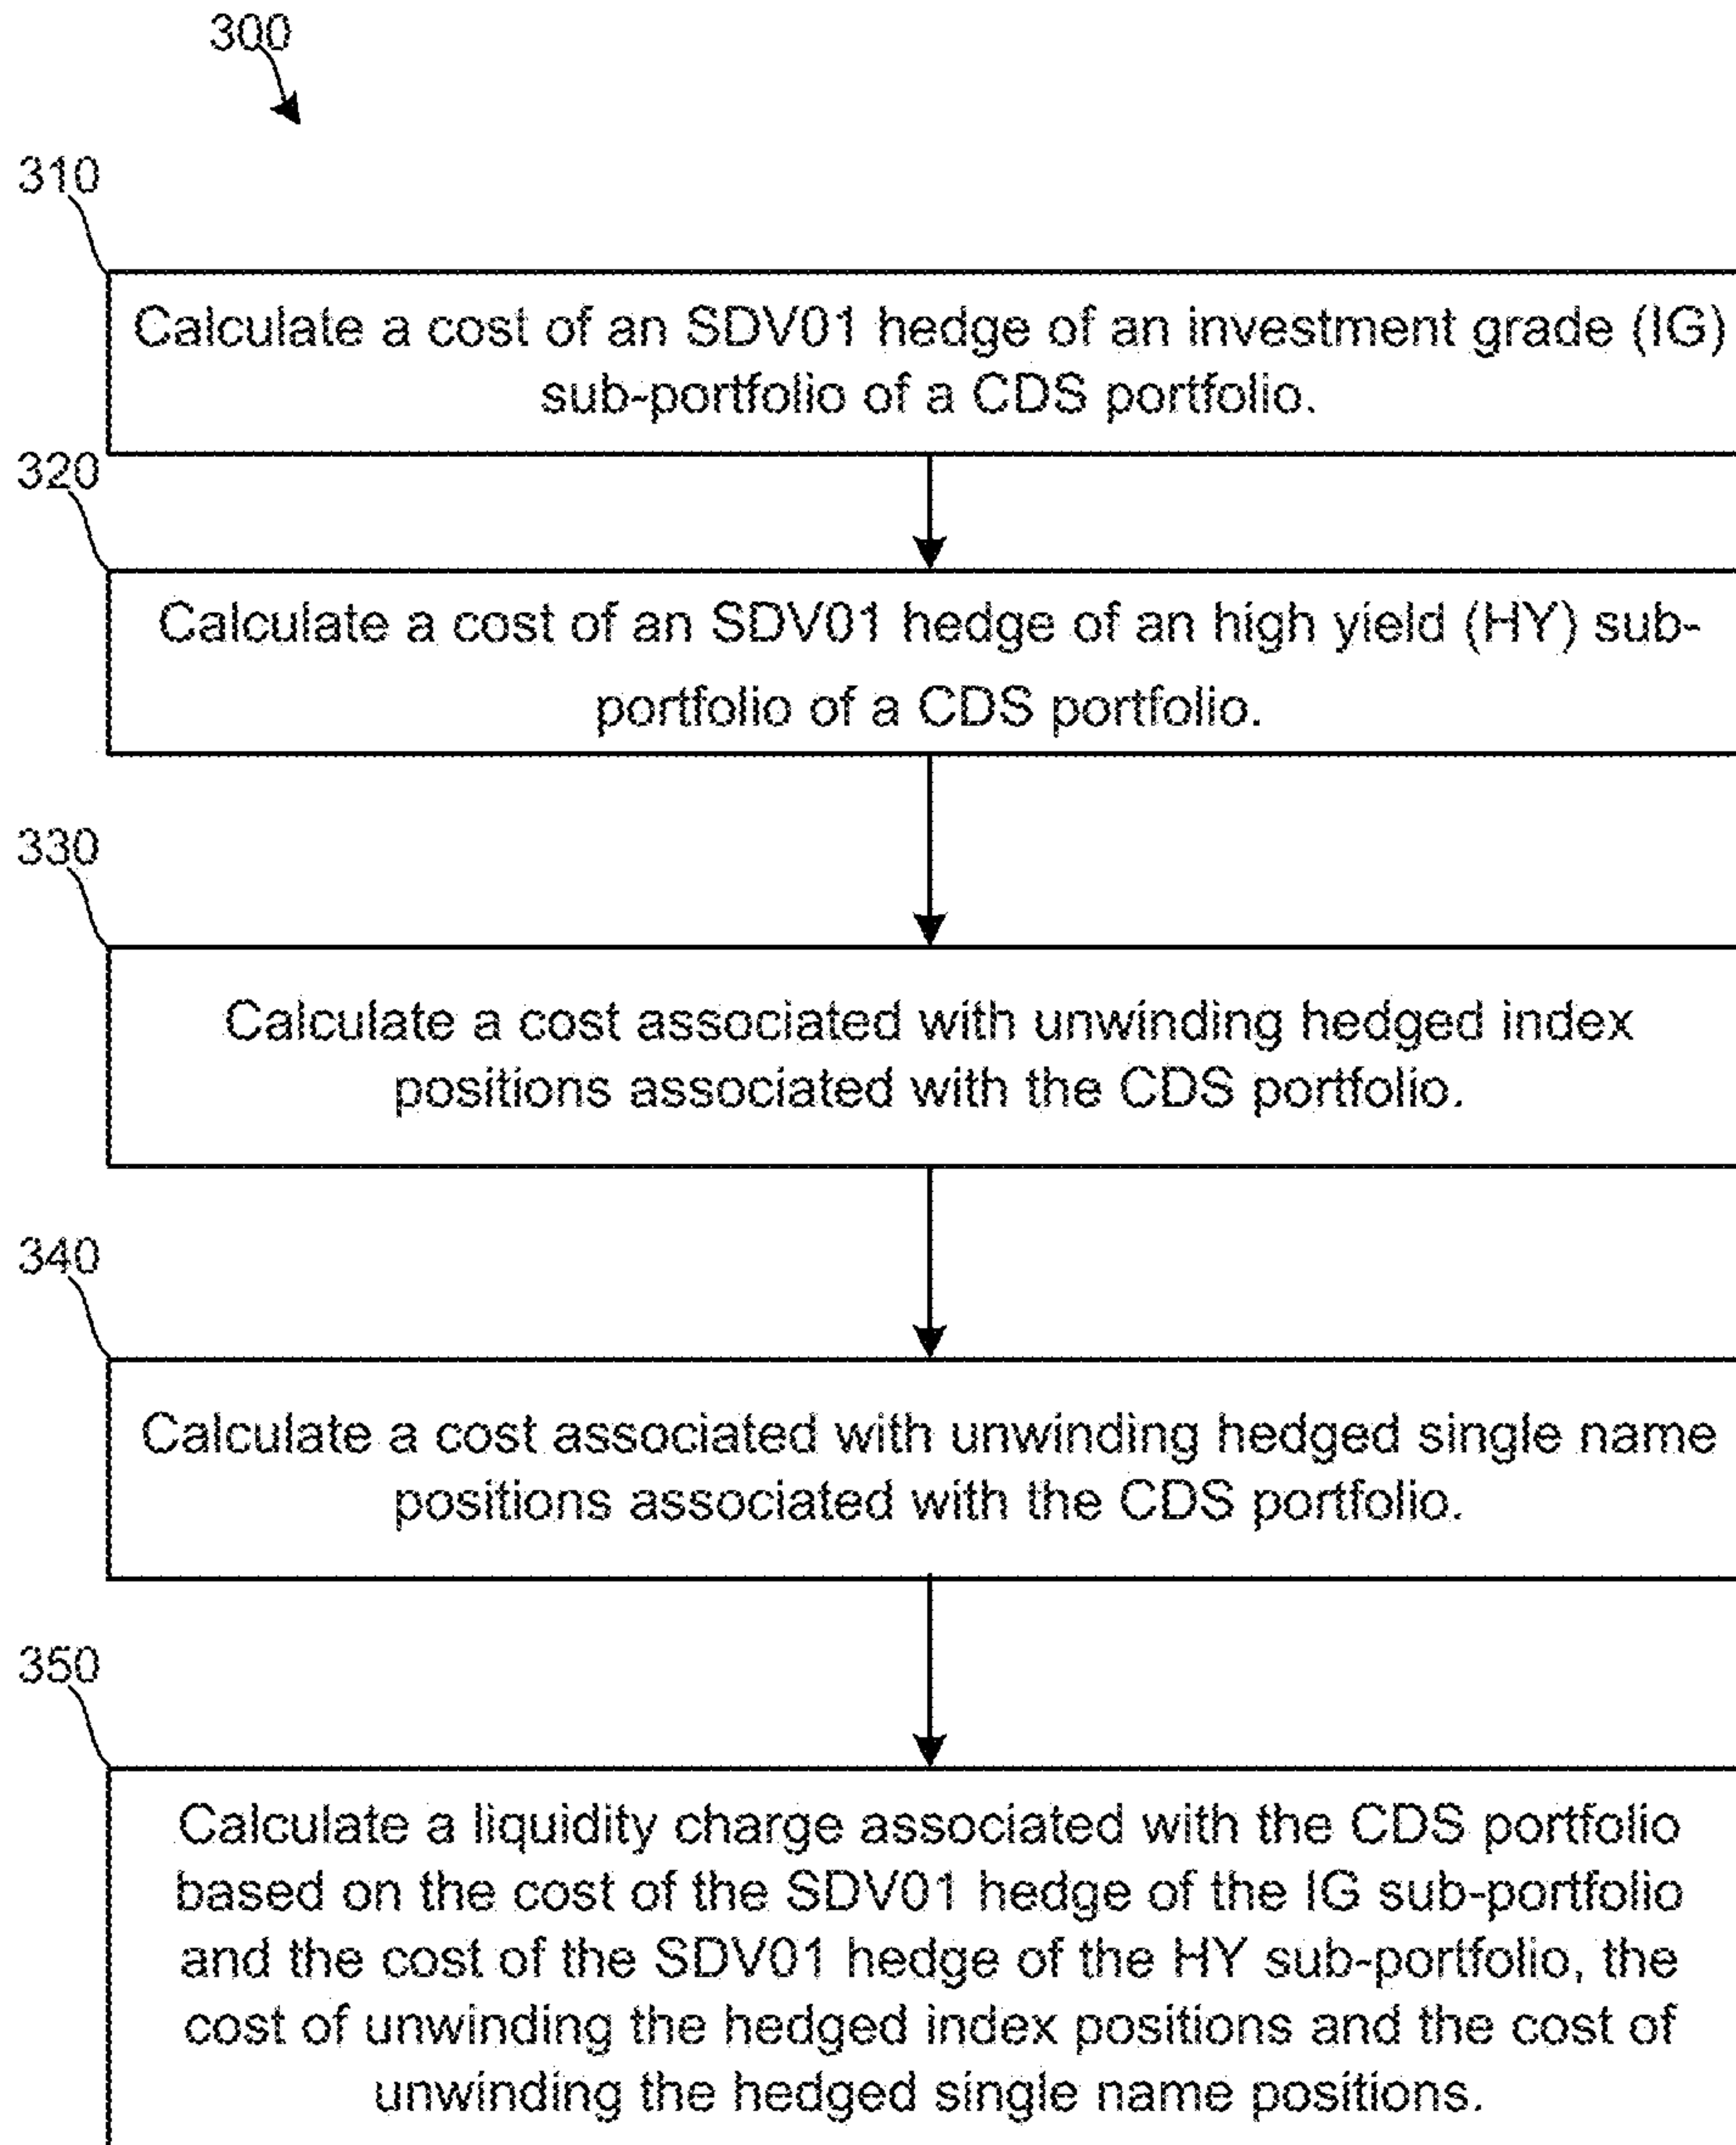 300
310
Calculate a cost of an SDV01 hedge of an investment grade (IG)
sub-portfolio of a CDS portfolio.
320
Calculate a cost of an SDV01 hedge of an high yield (HY) sub-
portfolio of a CDS portfolio.
330
Calculate a cost associated with unwinding hedged index
positions associated with the CDS portfolio.
340
Calculate a cost associated with unwinding hedged single name
positions associated with the CDS portfolio.
350
Calculate a liquidity charge associated with the CDS portfolio
based on the cost of the SDV01 hedge of the IG sub-portfolio
and the cost of the SDV01 hedge of the HY sub-portfolio, the
cost of unwinding the hedged index positions and the cost of
unwinding the hedged single name positions.